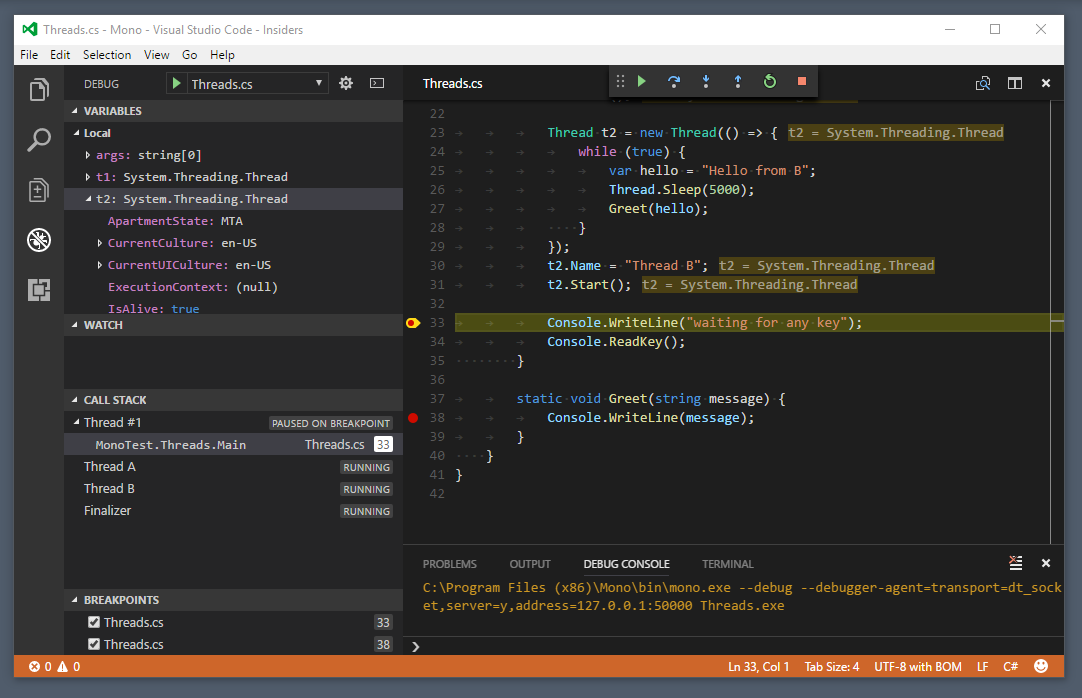 Threads.cs - Mono - Visual Studio Code - Insiders
File Edit Selection View Go Help
DEBUG Threads.cs
VARIABLES
Local
args: string[0]
t1: System.Threading.Thread
t2: System.Threading.Thread
ApartmentState: MTA
CurrentCulture: en-US
CurrentUICulture: en-US
ExecutionContext: (null)
IsAlive: true
WATCH
CALL STACK
Thread #1 PAUSED ON BREAKPOINT
MonoTest.Threads.Main Threads.cs 33
Thread A RUNNING
Thread B RUNNING
Finalizer RUNNING
BREAKPOINTS
Threads.cs 33
Threads.cs 38
Threads.cs
22
23 Thread t2 = new Thread(() => { t2 = System.Threading.Thread
24 while (true) {
25 var hello = "Hello from B";
26 Thread.Sleep(5000);
27 Greet(hello);
28 }
29 });
30 t2.Name = "Thread B"; t2 = System.Threading.Thread
31 t2.Start(); t2 = System.Threading.Thread
32
33 Console.WriteLine("waiting for any key");
34 Console.ReadKey();
35 }
36
37 static void Greet(string message) {
38 Console.WriteLine(message);
39 }
40 }
41 }
42
PROBLEMS OUTPUT DEBUG CONSOLE TERMINAL
C:\Program Files (x86)\Mono\bin\mono.exe --debug --debugger-agent=transport=dt_sock
et,server=y,address=127.0.0.1:50000 Threads.exe
0 0 Ln 33, Col 1 Tab Size: 4 UTF-8 with BOM LF C#